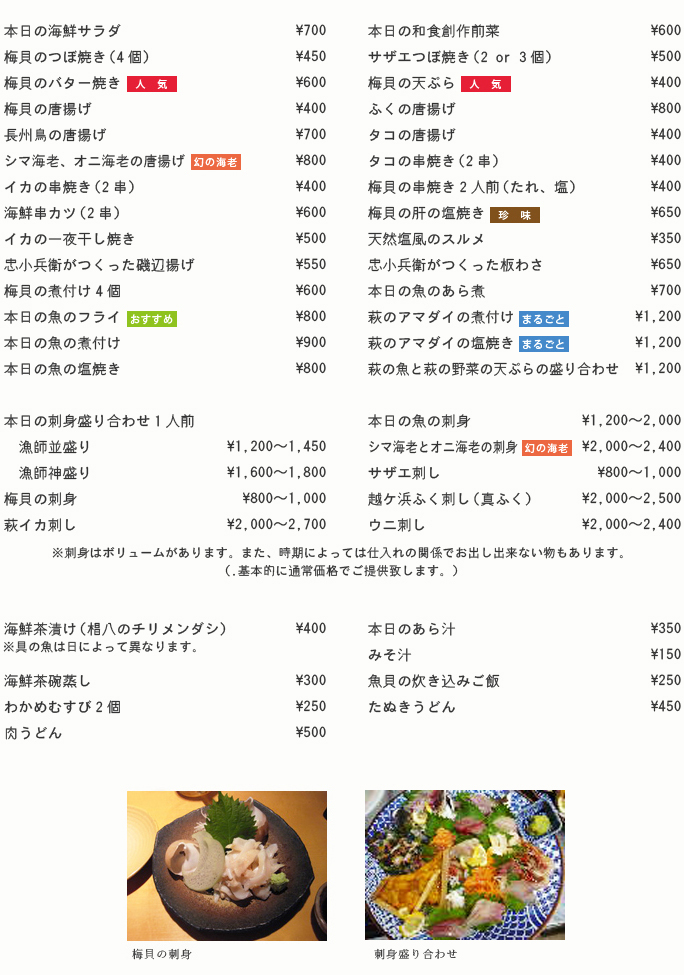 本日の海鮮サラダ ¥700
梅貝のつぼ焼き(4個) ¥450
梅貝のバター焼き 人 気 ¥600
梅貝の唐揚げ ¥400
長州鳥の唐揚げ ¥700
シマ海老、オニ海老の唐揚げ 幻の海老 ¥800
イカの串焼き(2串) ¥400
海鮮串カツ(2串) ¥600
イカの一夜干し焼き ¥500
忠小兵衛がつくった磯辺揚げ ¥550
梅貝の煮付け4個 ¥600
本日の魚のフライ おすすめ ¥800
本日の魚の煮付け ¥900
本日の魚の塩焼き ¥800
本日の和食創作前菜 ¥600
サザエつぼ焼き(2 or 3個) ¥500
梅貝の天ぷら 人 気 ¥400
ふくの唐揚げ ¥800
タコの唐揚げ ¥400
タコの串焼き(2串) ¥400
梅貝の串焼き2人前(たれ、塩) ¥400
梅貝の肝の塩焼き 珍 味 ¥650
天然塩風のスルメ ¥350
忠小兵衛がつくった板わさ ¥650
本日の魚のあら煮 ¥700
萩のアマダイの煮付け まるごと ¥1,200
萩のアマダイの塩焼き まるごと ¥1,200
萩の魚と萩の野菜の天ぷらの盛り合わせ ¥1,200
本日の刺身盛り合わせ1人前
漁師並盛り ¥1,200〜1,450
漁師神盛り ¥1,600〜1,800
梅貝の刺身 ¥800〜1,000
萩イカ刺し ¥2,000〜2,700
本日の魚の刺身 ¥1,200〜2,000
シマ海老とオニ海老の刺身 幻の海老 ¥2,000〜2,400
サザエ刺し ¥800〜1,000
越ケ浜ふく刺し(真ふく) ¥2,000〜2,500
ウニ刺し ¥2,000〜2,400
※刺身はボリュームがあります。また、時期によっては仕入れの関係でお出し出来ない物もあります。
(.基本的に通常価格でご提供致します。)
海鮮茶漬け(椙八のチリメンダシ) ¥400
※具の魚は日によって異なります。
海鮮茶碗蒸し ¥300
わかめむすび2個 ¥250
肉うどん ¥500
本日のあら汁 ¥350
みそ汁 ¥150
魚貝の炊き込みご飯 ¥250
たぬきうどん ¥450
梅貝の刺身
刺身盛り合わせ